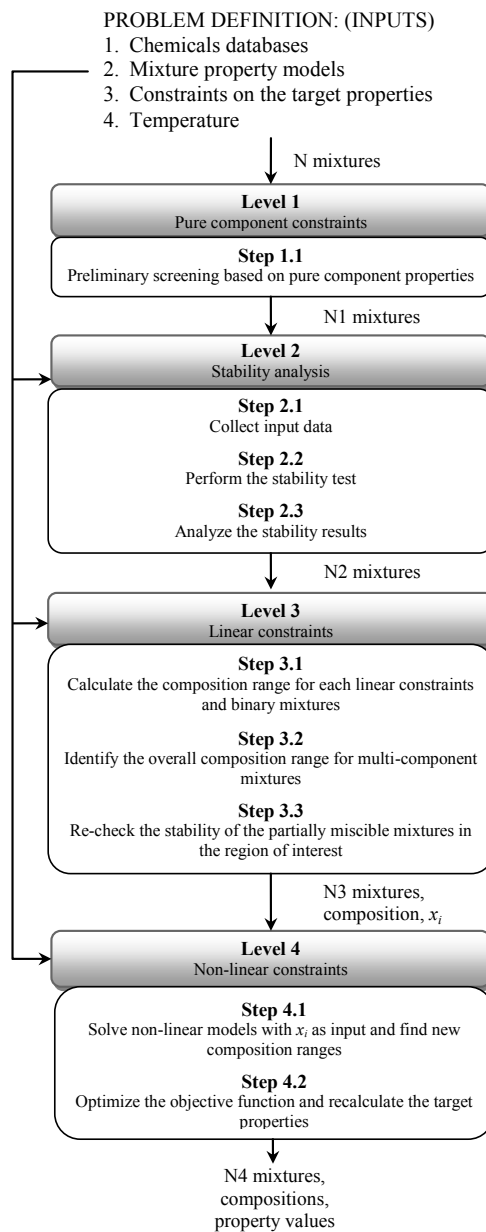 PROBLEM DEFINITION: (INPUTS)
1. Chemicals databases
2. Mixture property models
3. Constraints on the target properties
4. Temperature
N mixtures
Level 1
Pure component constraints
Step 1.1
Preliminary screening based on pure component properties
N1 mixtures
Level 2
Stability analysis
Step 2.1
Collect input data
Step 2.2
Perform the stability test
Step 2.3
Analyze the stability results
N2 mixtures
Level 3
Linear constraints
Step 3.1
Calculate the composition range for each linear constraints
and binary mixtures
Step 3.2
Identify the overall composition range for multi-component
mixtures
Step 3.3
Re-check the stability of the partially miscible mixtures in
the region of interest
N3 mixtures,
composition, xi
Level 4
Non-linear constraints
Step 4.1
Solve non-linear models with xi as input and find new
composition ranges
Step 4.2
Optimize the objective function and recalculate the target
properties
N4 mixtures,
compositions,
property values